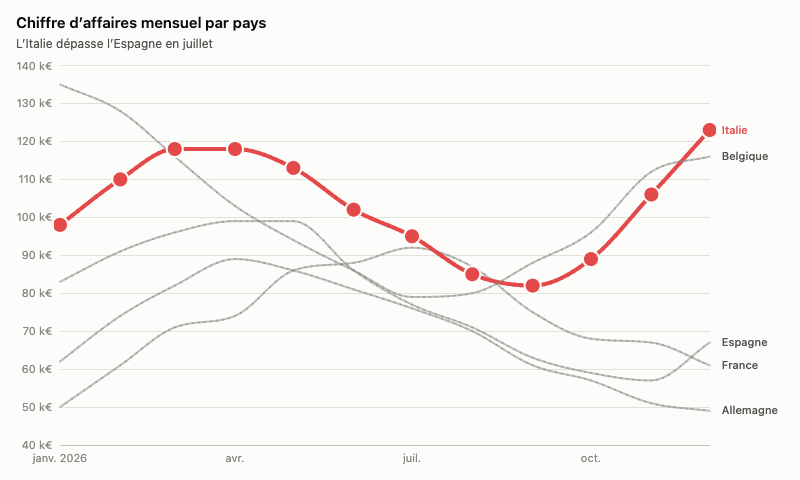 Chiffre d’affaires mensuel par pays
L’Italie dépasse l’Espagne en juillet
140 k€
130 k€
120 k€
110 k€
100 k€
90 k€
80 k€
70 k€
60 k€
50 k€
40 k€
janv. 2026
avr.
juil.
oct.
Italie
Belgique
Espagne
France
Allemagne